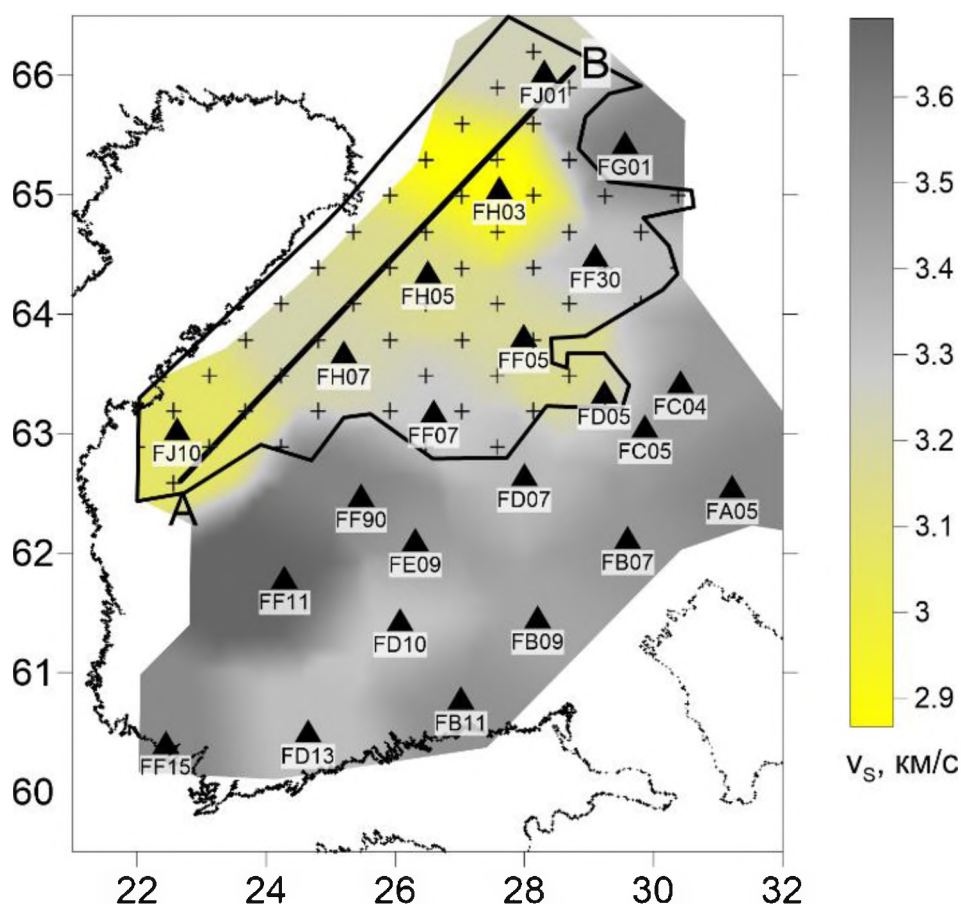 66
B
3.6
FJ01
FG01
3.5
65
FH03
3.4
FF30
FH05
64
3.3
FF05
FH07
FD05
FC04
3.2
FF07
63
FJ10
FC05
3.1
FD07
FA05
A
FF90
62
FE09
FB07
3
FF11
FD10
FB09
61
2.9
FB11
FF15
FD13
v_s, км/с
60
22 24 26 28 30 32